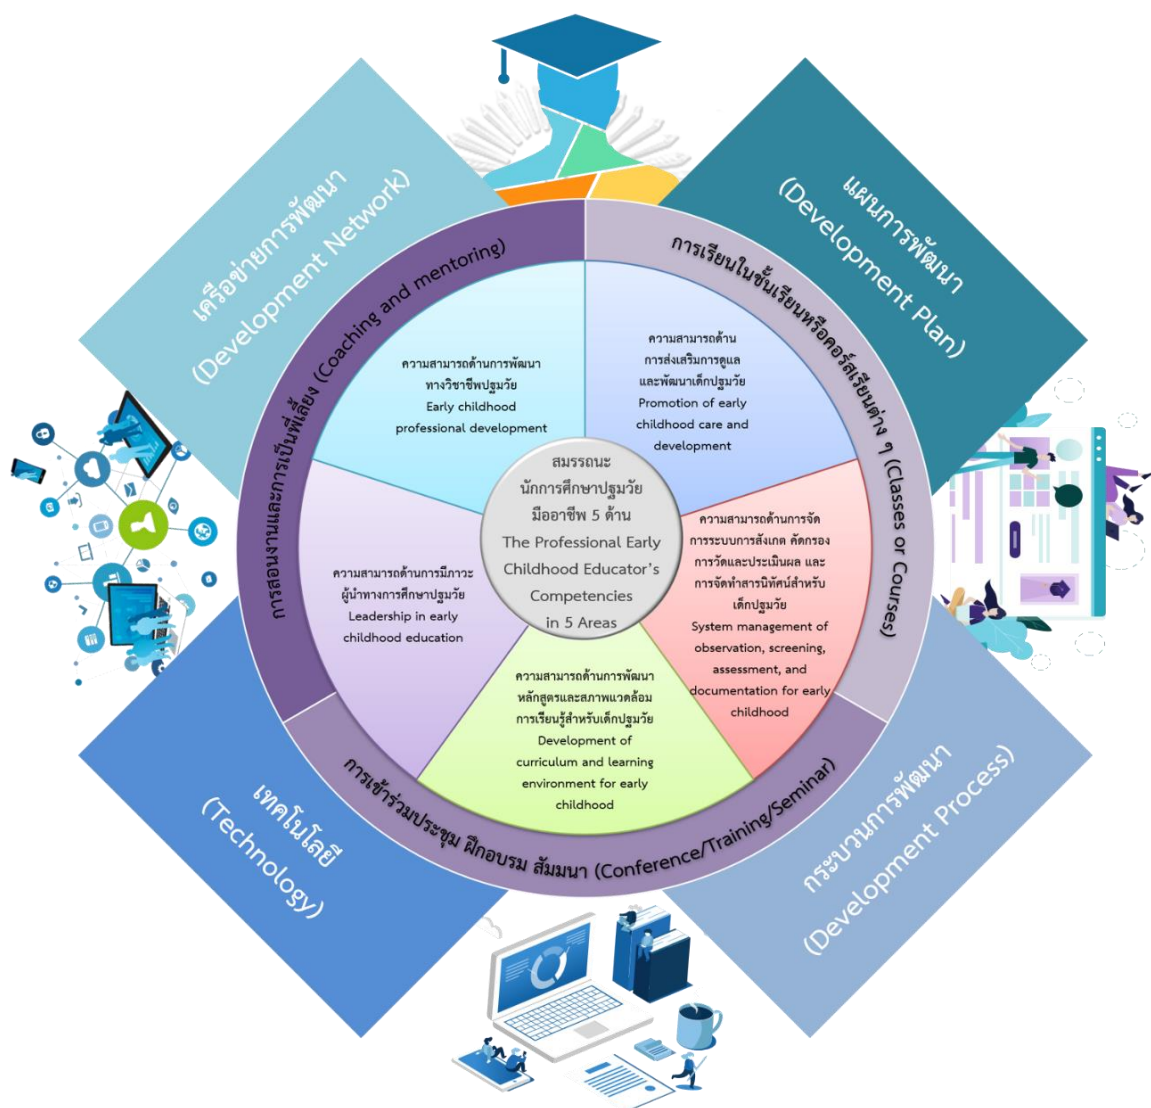 เครือข่ายการพัฒนา
(Development Network)
แผนการพัฒนา
(Development Plan)
การสอนงานและการเป็นพี่เลี้ยง (Coaching and mentoring)
การเรียนในชั้นเรียนหรือคอร์สเรียนต่าง ๆ (Classes or Courses)
ความสามารถด้านการพัฒนา
ทางวิชาชีพปฐมวัย
Early childhood
professional development
ความสามารถด้าน
การส่งเสริมการดูแล
และพัฒนาเด็กปฐมวัย
Promotion of early
childhood care and
development
สมรรถนะ
นักการศึกษาปฐมวัย
มืออาชีพ 5 ด้าน
The Professional Early
Childhood Educator's
Competencies
in 5 Areas
ความสามารถด้านการจัด
การระบบการสังเกต คัดกรอง
การวัดและประเมินผล และ
การจัดทำสารนิทัศน์สำหรับ
เด็กปฐมวัย
System management of
observation, screening,
assessment, and
documentation for early
childhood
ความสามารถด้านการมีภาวะ
ผู้นำทางการศึกษาปฐมวัย
Leadership in early
childhood education
ความสามารถด้านการพัฒนา
หลักสูตรและสภาพแวดล้อม
การเรียนรู้สำหรับเด็กปฐมวัย
Development of
curriculum and learning
environment for early
childhood
การเข้าร่วมประชุม ฝึกอบรม สัมมนา (Conference/Training/Seminar)
เทคโนโลยี
(Technology)
กระบวนการพัฒนา
(Development Process)